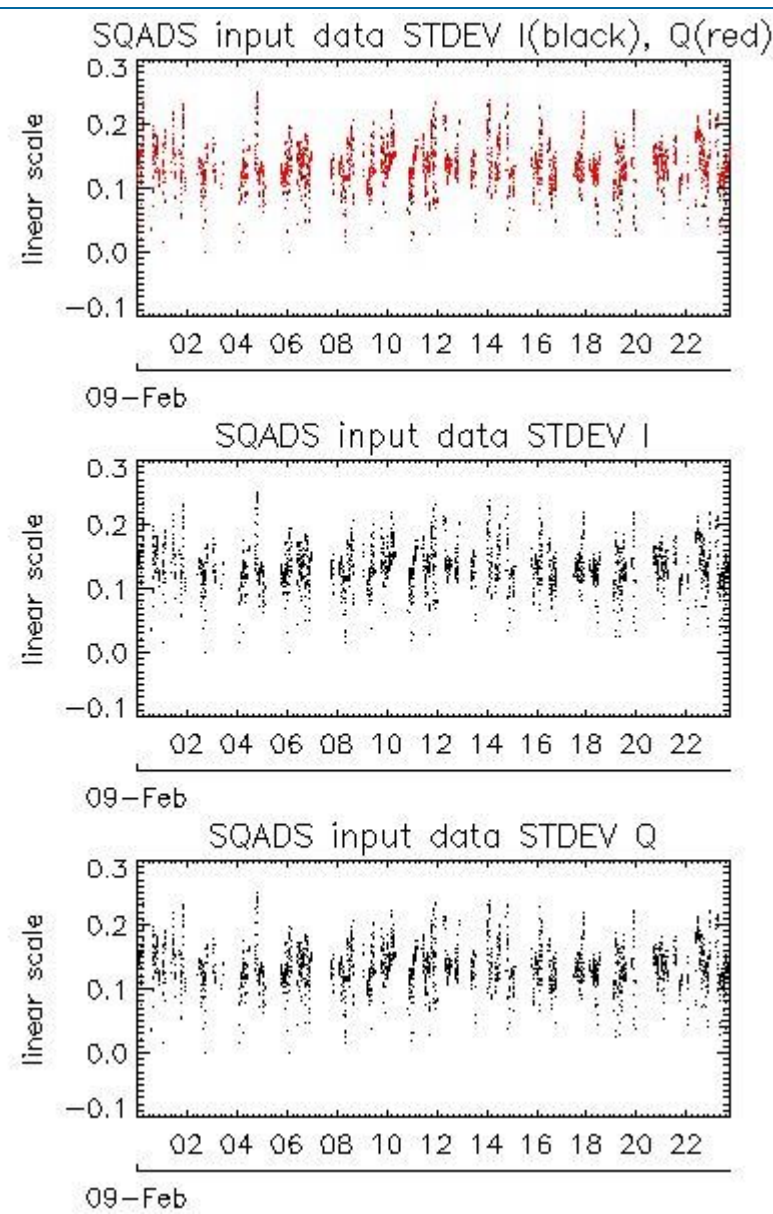 SQADS input data STDEV I(black), Q(red)
0.3
0.2
0.1
0.0
−0.1
linear scale
02 04 06 08 10 12 14 16 18 20 22
09−Feb
SQADS input data STDEV I
0.3
0.2
0.1
0.0
−0.1
linear scale
02 04 06 08 10 12 14 16 18 20 22
09−Feb
SQADS input data STDEV Q
0.3
0.2
0.1
0.0
−0.1
linear scale
02 04 06 08 10 12 14 16 18 20 22
09−Feb